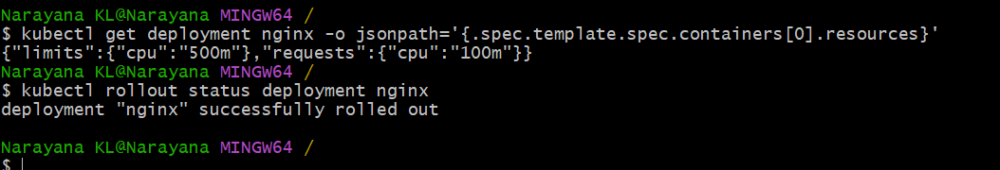 Narayana KL@Narayana MINGW64 /
$ kubectl get deployment nginx -o jsonpath='{.spec.template.spec.containers[0].resources}'
{"limits":{"cpu":"500m"},"requests":{"cpu":"100m"}}
Narayana KL@Narayana MINGW64 /
$ kubectl rollout status deployment nginx
deployment "nginx" successfully rolled out
Narayana KL@Narayana MINGW64 /
$